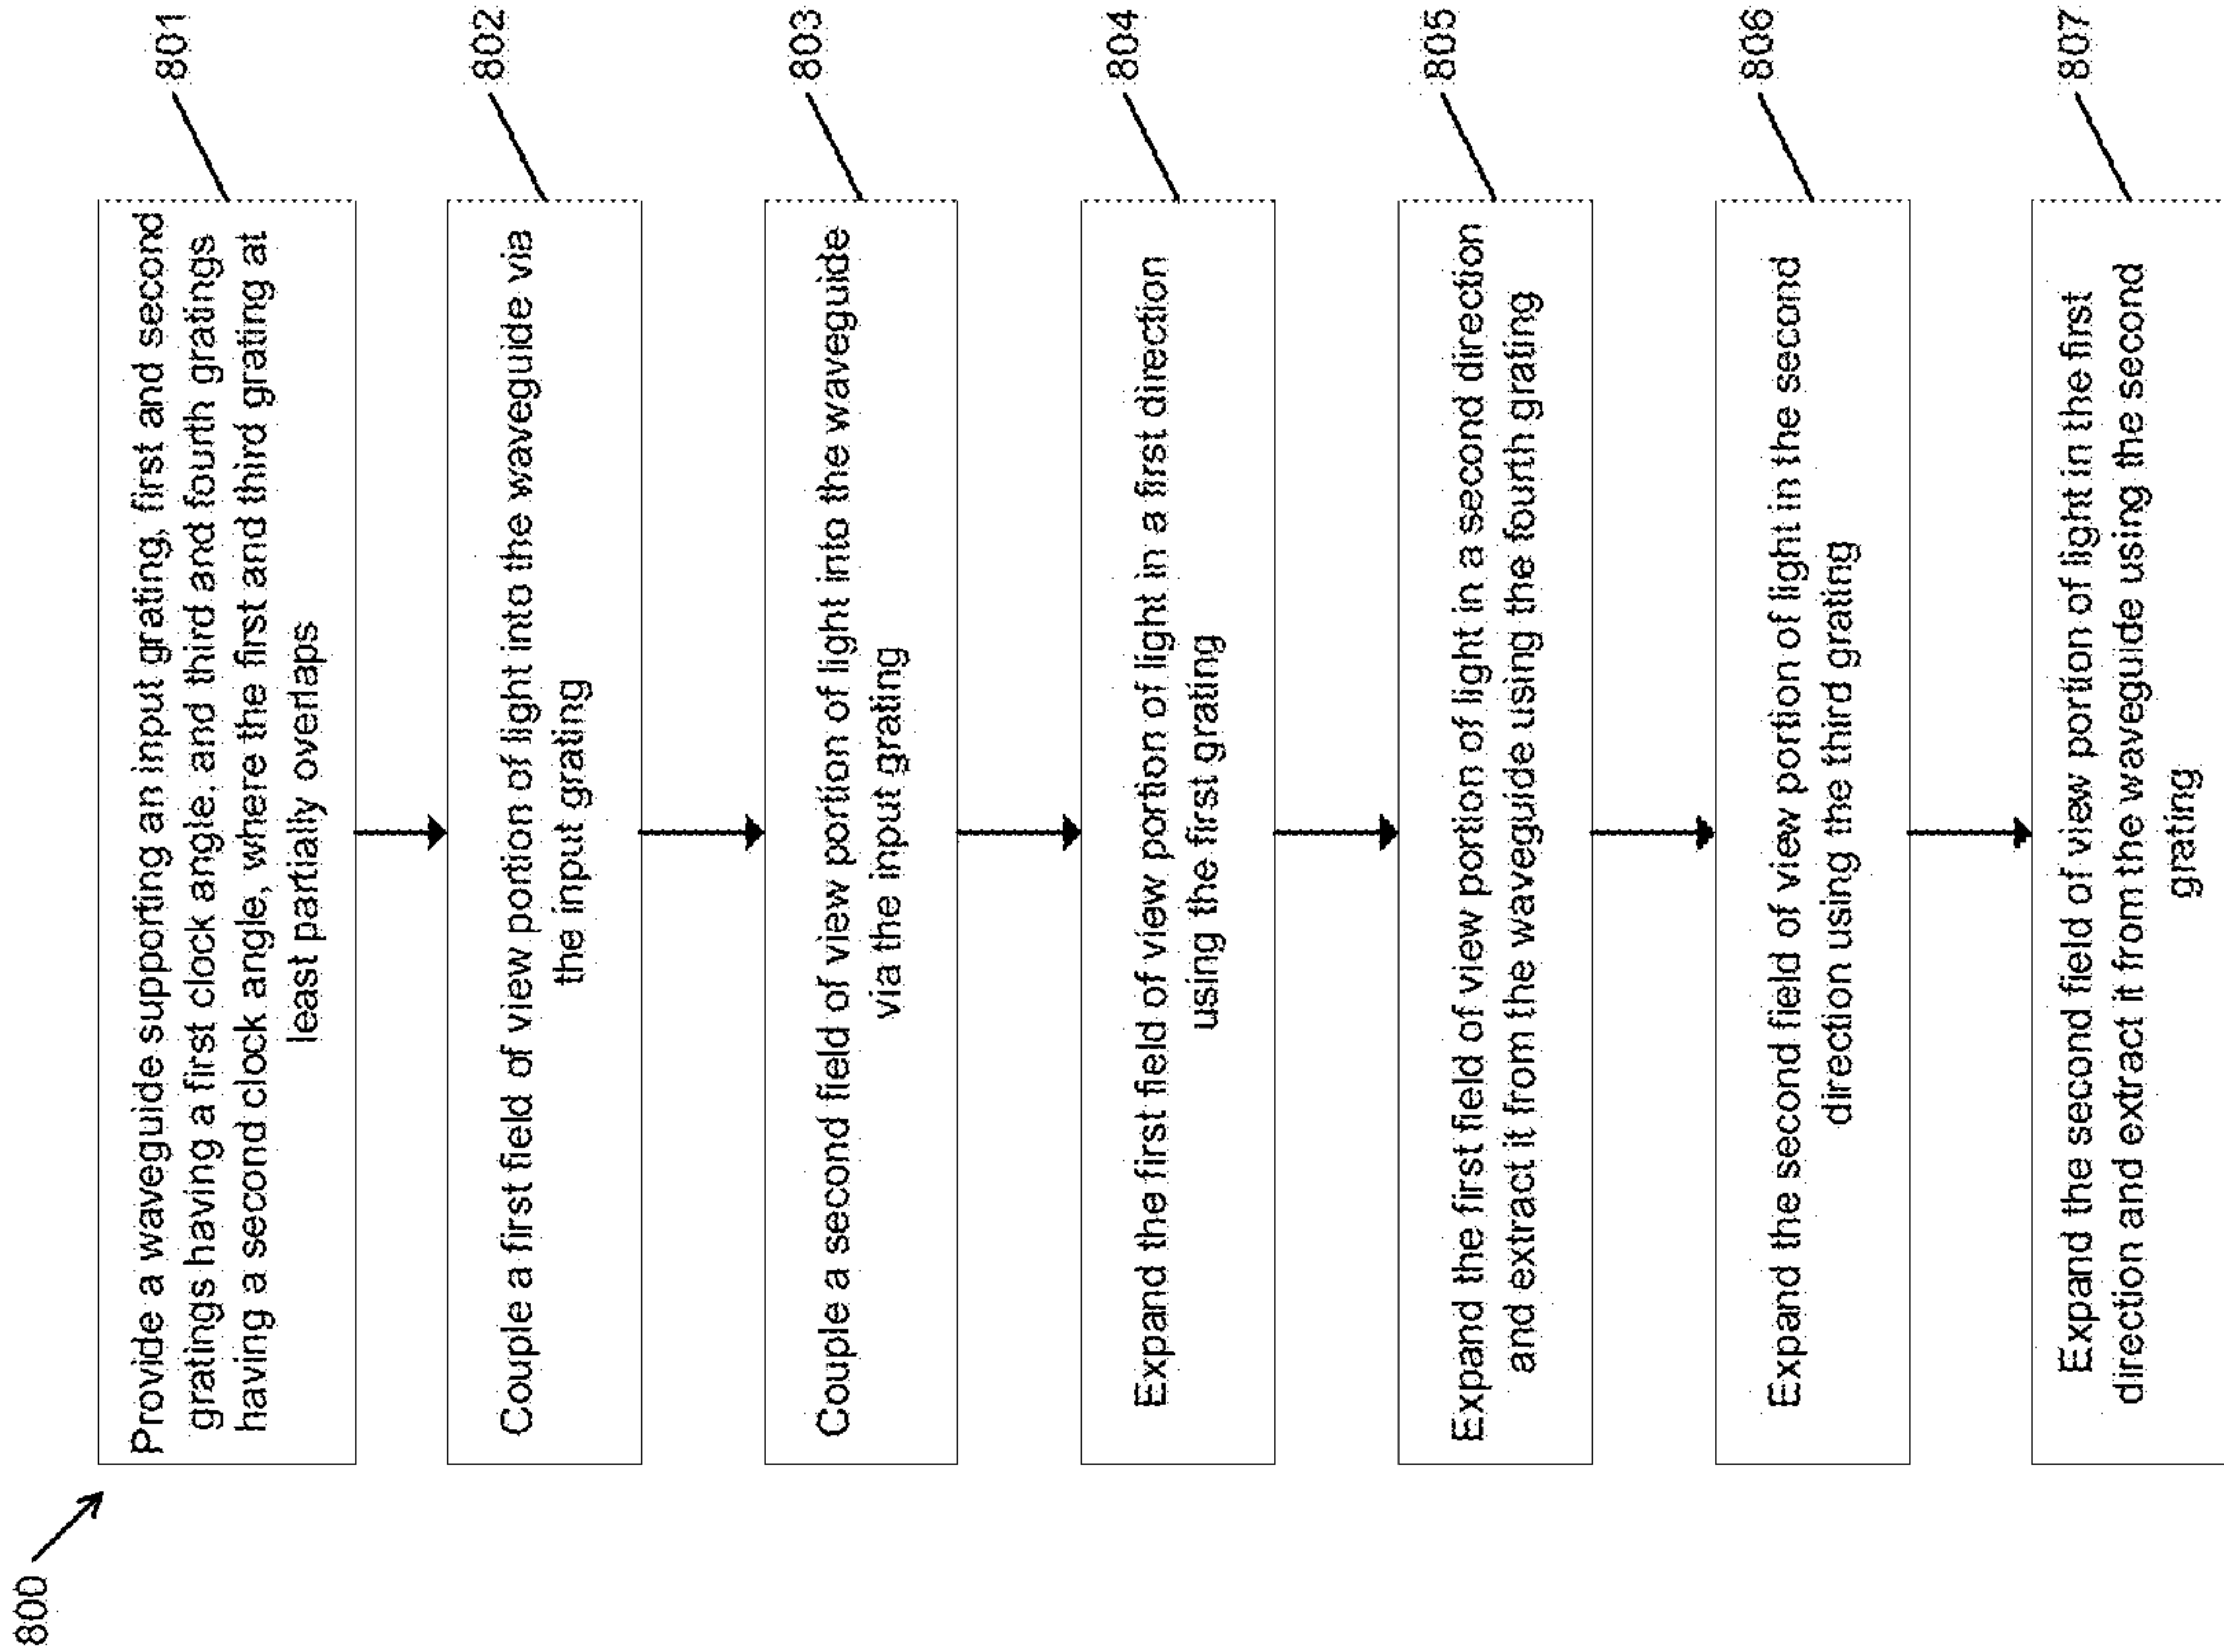 800
Provide a waveguide supporting an input grating, first and second
gratings having a first clock angle, and third and fourth gratings
having a second clock angle, where the first and third grating at
least partially overlaps
801
Couple a first field of view portion of light into the waveguide via
the input grating
802
Couple a second field of view portion of light into the waveguide
via the input grating
803
Expand the first field of view portion of light in a first direction
using the first grating
804
Expand the first field of view portion of light in a second direction
and extract it from the waveguide using the fourth grating
805
Expand the second field of view portion of light in the second
direction using the third grating
806
Expand the second field of view portion of light in the first
direction and extract it from the waveguide using the second
grating
807